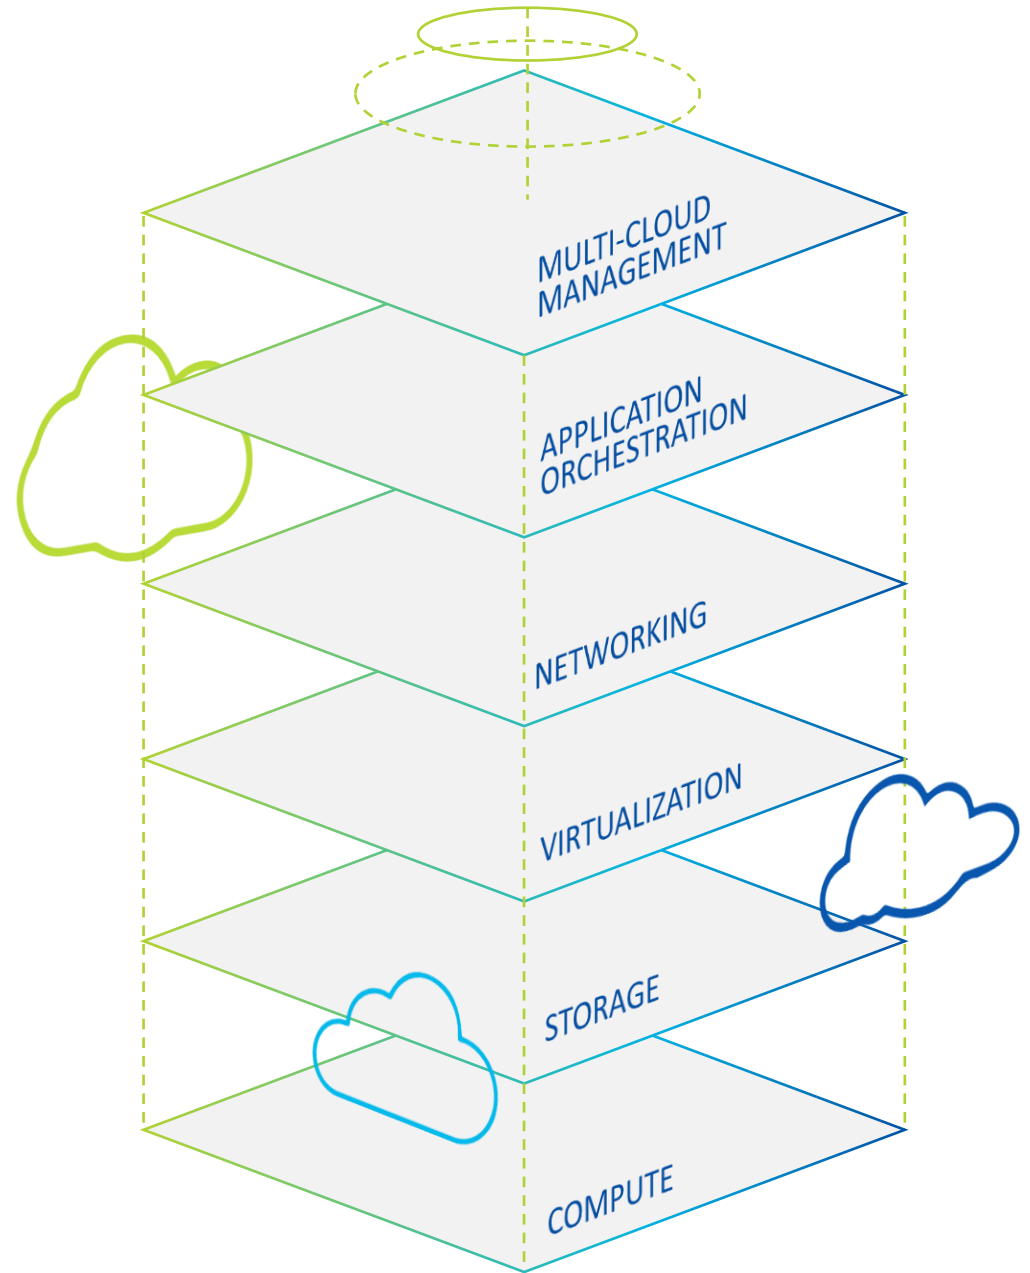 MULTI-CLOUD
MANAGEMENT
APPLICATION
ORCHESTRATION
NETWORKING
VIRTUALIZATION
STORAGE
COMPUTE